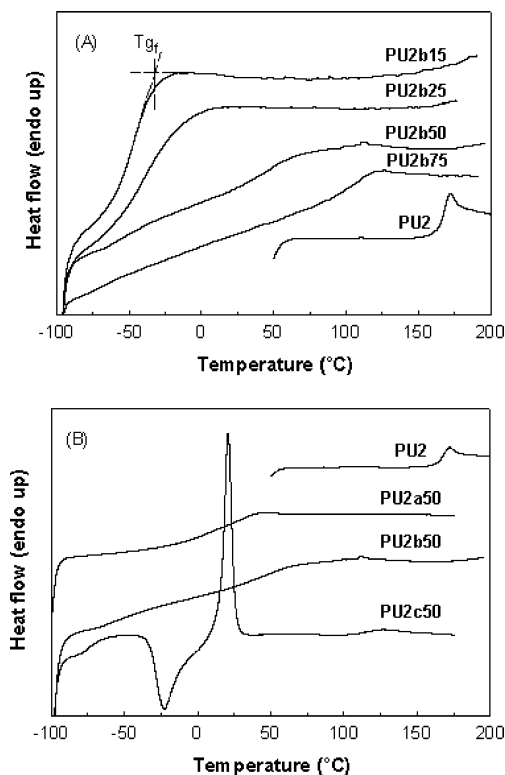 (A)
Tgf
PU2b15
PU2b25
PU2b50
PU2b75
PU2
Heat flow (endo up)
-100 -50 0 50 100 150 200
Temperature (°C)
(B)
PU2
PU2a50
PU2b50
PU2c50
Heat flow (endo up)
-100 -50 0 50 100 150 200
Temperature (°C)